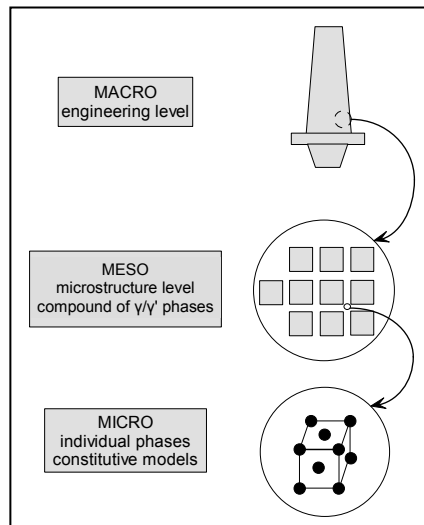 MACRO
engineering level
MESO
microstructure level
compound of γ/γ' phases
MICRO
individual phases
constitutive models